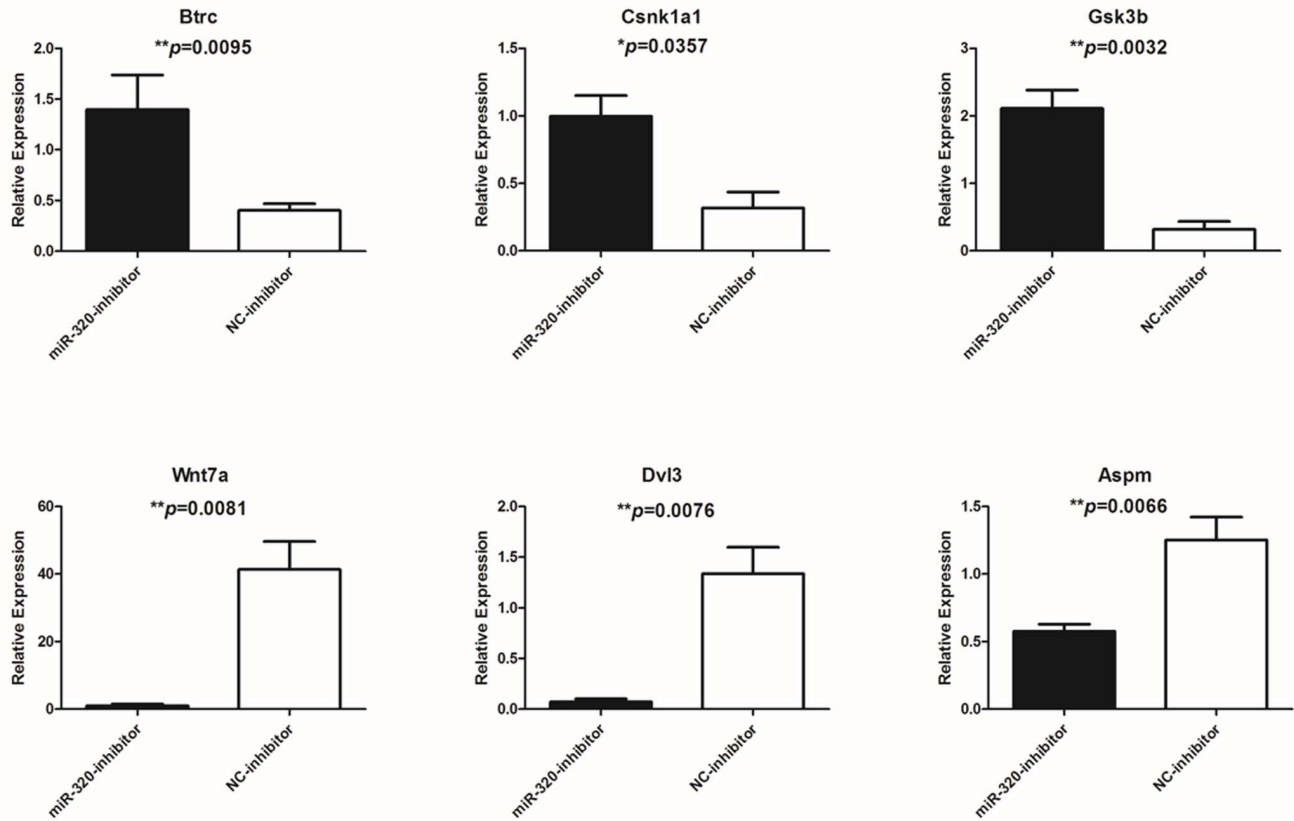 Btrc
**p=0.0095
Relative Expression
2.0
1.5
1.0
0.5
0.0
miR-320-inhibitor
NC-inhibitor
Csnk1a1
*p=0.0357
Relative Expression
1.5
1.0
0.5
0.0
miR-320-inhibitor
NC-inhibitor
Gsk3b
**p=0.0032
Relative Expression
3
2
1
0
miR-320-inhibitor
NC-inhibitor
Wnt7a
**p=0.0081
Relative Expression
60
40
20
0
miR-320-inhibitor
NC-inhibitor
Dvl3
**p=0.0076
Relative Expression
2.0
1.5
1.0
0.5
0.0
miR-320-inhibitor
NC-inhibitor
Aspm
**p=0.0066
Relative Expression
1.5
1.0
0.5
0.0
miR-320-inhibitor
NC-inhibitor